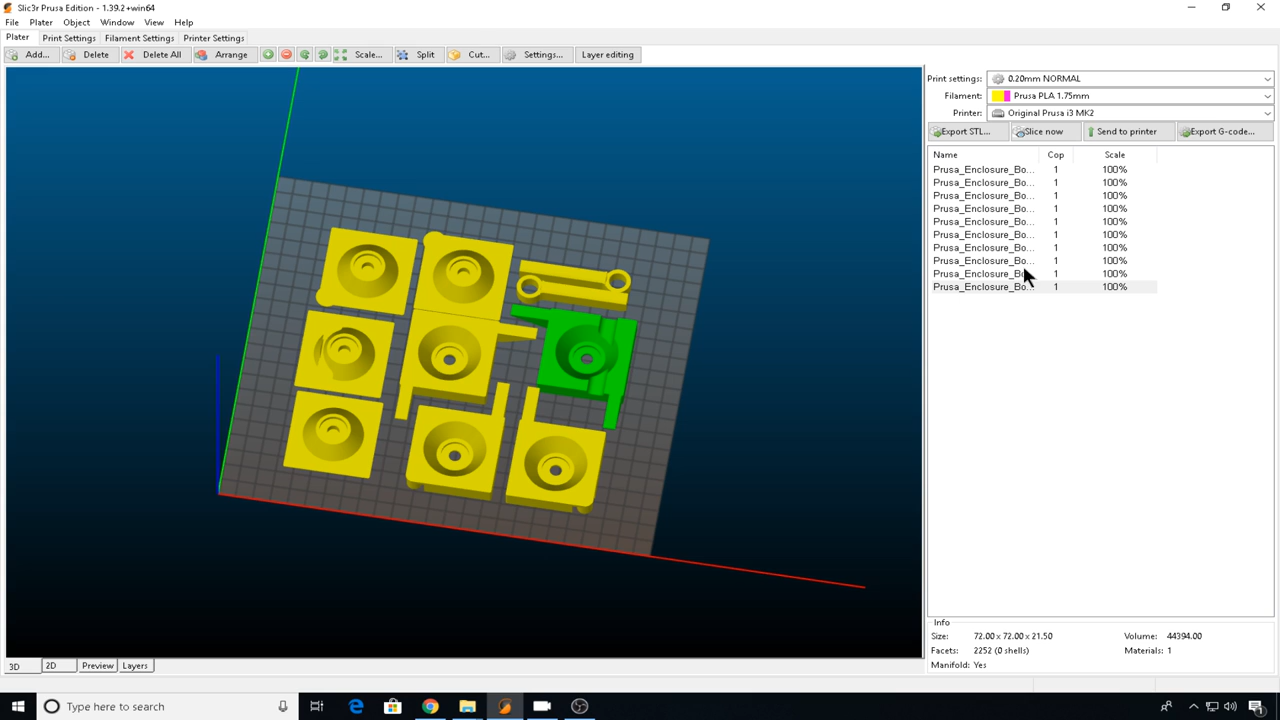 Slic3r Prusa Edition - 1.39.2+win64
File Plater Object Window View Help
Plater Print Settings Filament Settings Printer Settings
Add... Delete Delete All Arrange Scale... Split Cut... Settings... Layer editing
Print settings: 0.20mm NORMAL
Filament: Prusa PLA 1.75mm
Printer: Original Prusa i3 MK2
Export STL... Slice now Send to printer Export G-code...
Name Cop Scale
Prusa_Enclosure_Bo... 1 100%
Prusa_Enclosure_Bo... 1 100%
Prusa_Enclosure_Bo... 1 100%
Prusa_Enclosure_Bo... 1 100%
Prusa_Enclosure_Bo... 1 100%
Prusa_Enclosure_Bo... 1 100%
Prusa_Enclosure_Bo... 1 100%
Prusa_Enclosure_Bo... 1 100%
Prusa_Enclosure_Bo... 1 100%
Prusa_Enclosure_Bo... 1 100%
Info
Size: 72.00 x 72.00 x 21.50 Volume: 44394.00
Facets: 2252 (0 shells) Materials: 1
Manifold: Yes
3D 2D Preview Layers
Type here to search